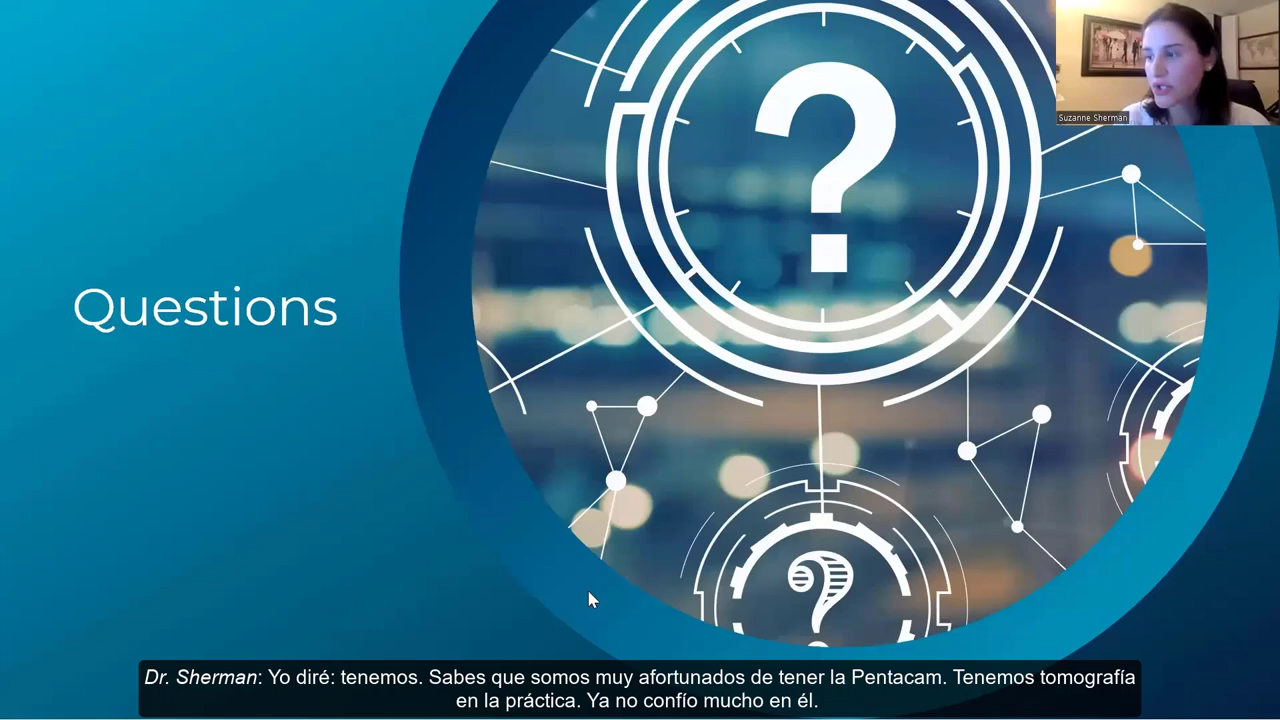 Suzanne Sherman
Questions
Dr. Sherman: Yo diré: tenemos. Sabes que somos muy afortunados de tener la Pentacam. Tenemos tomografía
en la práctica. Ya no confío mucho en él.